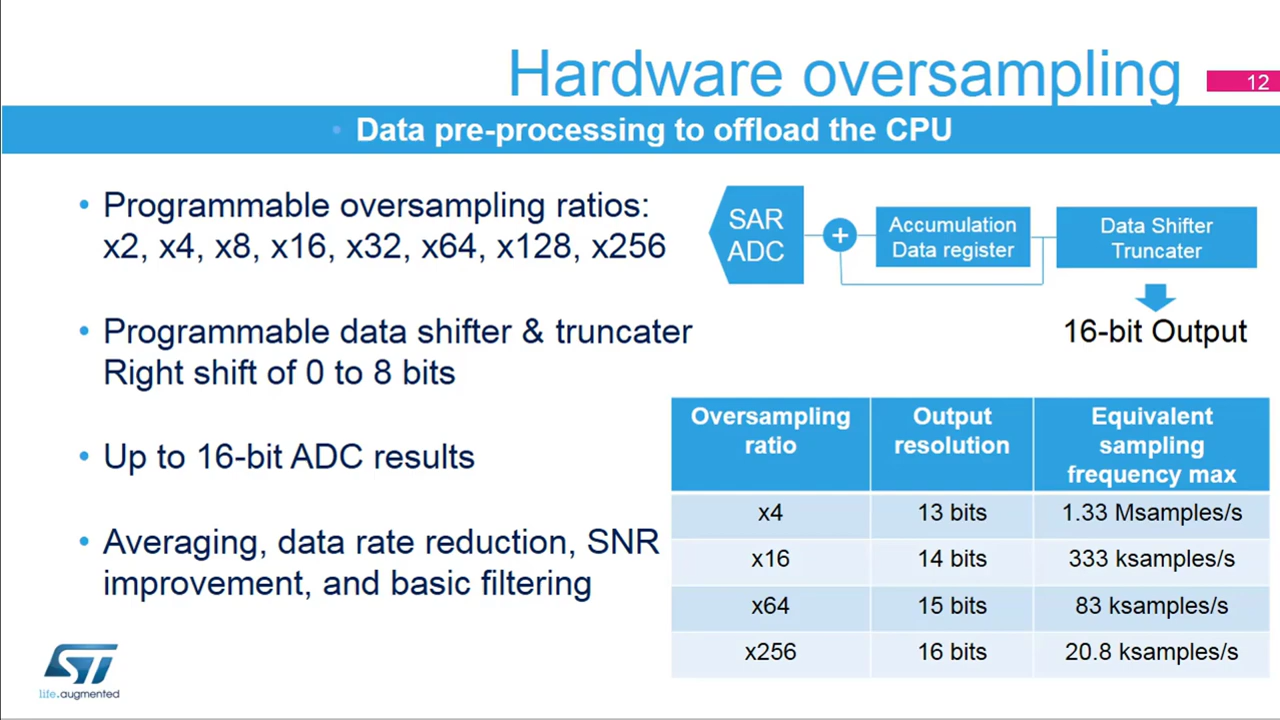 Hardware oversampling
12
• Data pre-processing to offload the CPU
• Programmable oversampling ratios:
x2, x4, x8, x16, x32, x64, x128, x256
• Programmable data shifter & truncater
Right shift of 0 to 8 bits
• Up to 16-bit ADC results
• Averaging, data rate reduction, SNR
improvement, and basic filtering
SAR
ADC
+
Accumulation
Data register
Data Shifter
Truncater
16-bit Output
Oversampling
ratio
Output
resolution
Equivalent
sampling
frequency max
x4 13 bits 1.33 Msamples/s
x16 14 bits 333 ksamples/s
x64 15 bits 83 ksamples/s
x256 16 bits 20.8 ksamples/s
ST
life.augmented